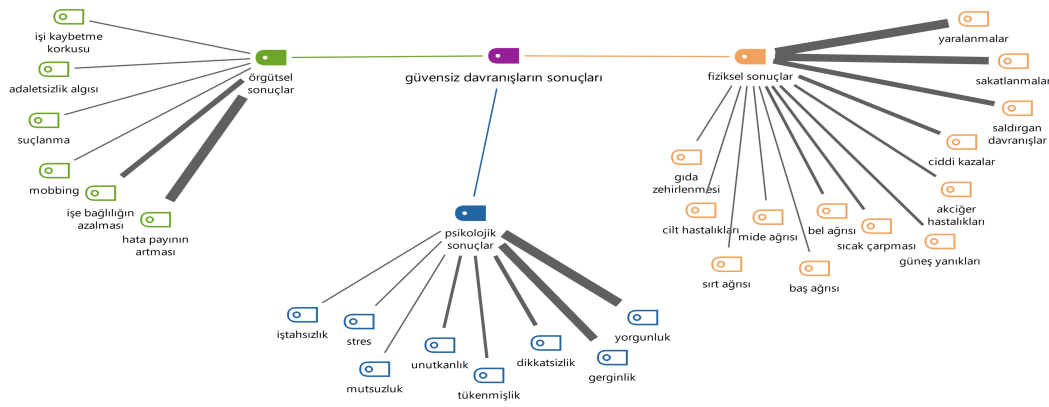 işi kaybetme
korkusu
adaletsizlik algısı
suçlanma
mobbing
işe bağlılığın
azalması
hata payının
artması
örgütsel
sonuçlar
güvensiz davranışların sonuçları
fiziksel sonuçlar
yaralanmalar
sakatlanmalar
saldırgan
davranışlar
ciddi kazalar
akciğer
hastalıkları
güneş yanıkları
sıcak çarpması
bel ağrısı
baş ağrısı
mide ağrısı
sırt ağrısı
cilt hastalıkları
gıda
zehirlenmesi
psikolojik
sonuçlar
iştahsızlık
stres
mutsuzluk
unutkanlık
tükenmişlik
dikkatsizlik
gerginlik
yorgunluk